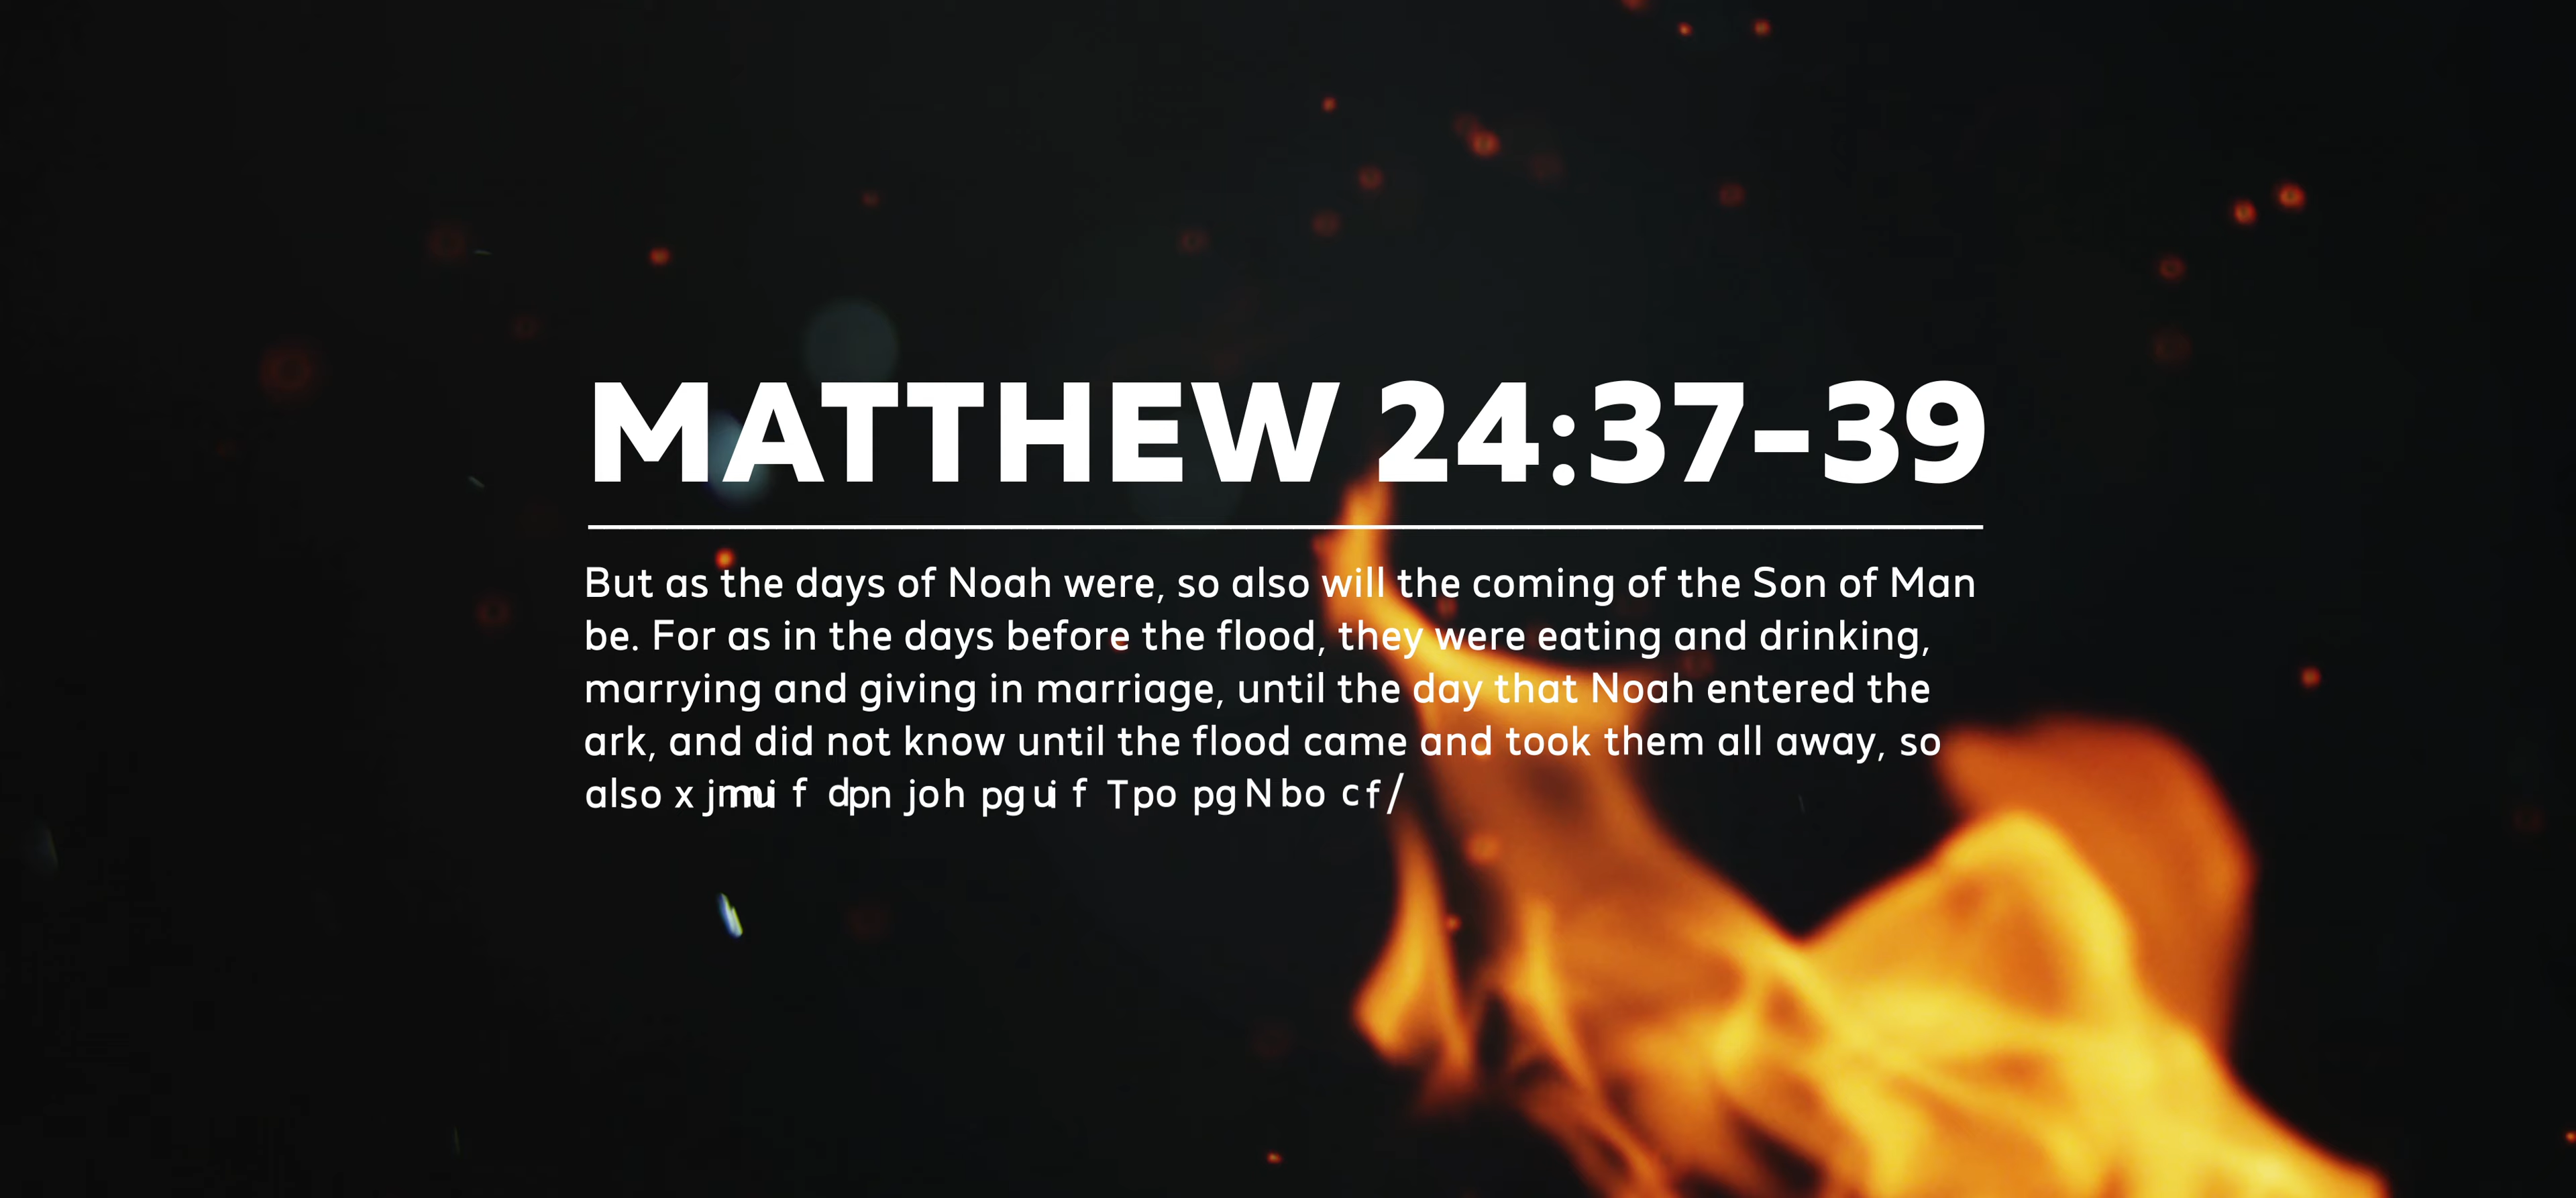 MATTHEW 24:37-39
But as the days of Noah were, so also will the coming of the Son of Man
be. For as in the days before the flood, they were eating and drinking,
marrying and giving in marriage, until the day that Noah entered the
ark, and did not know until the flood came and took them all away, so
also x jmmui f dpn joh pg ui f Tpo pg Nbo cf/